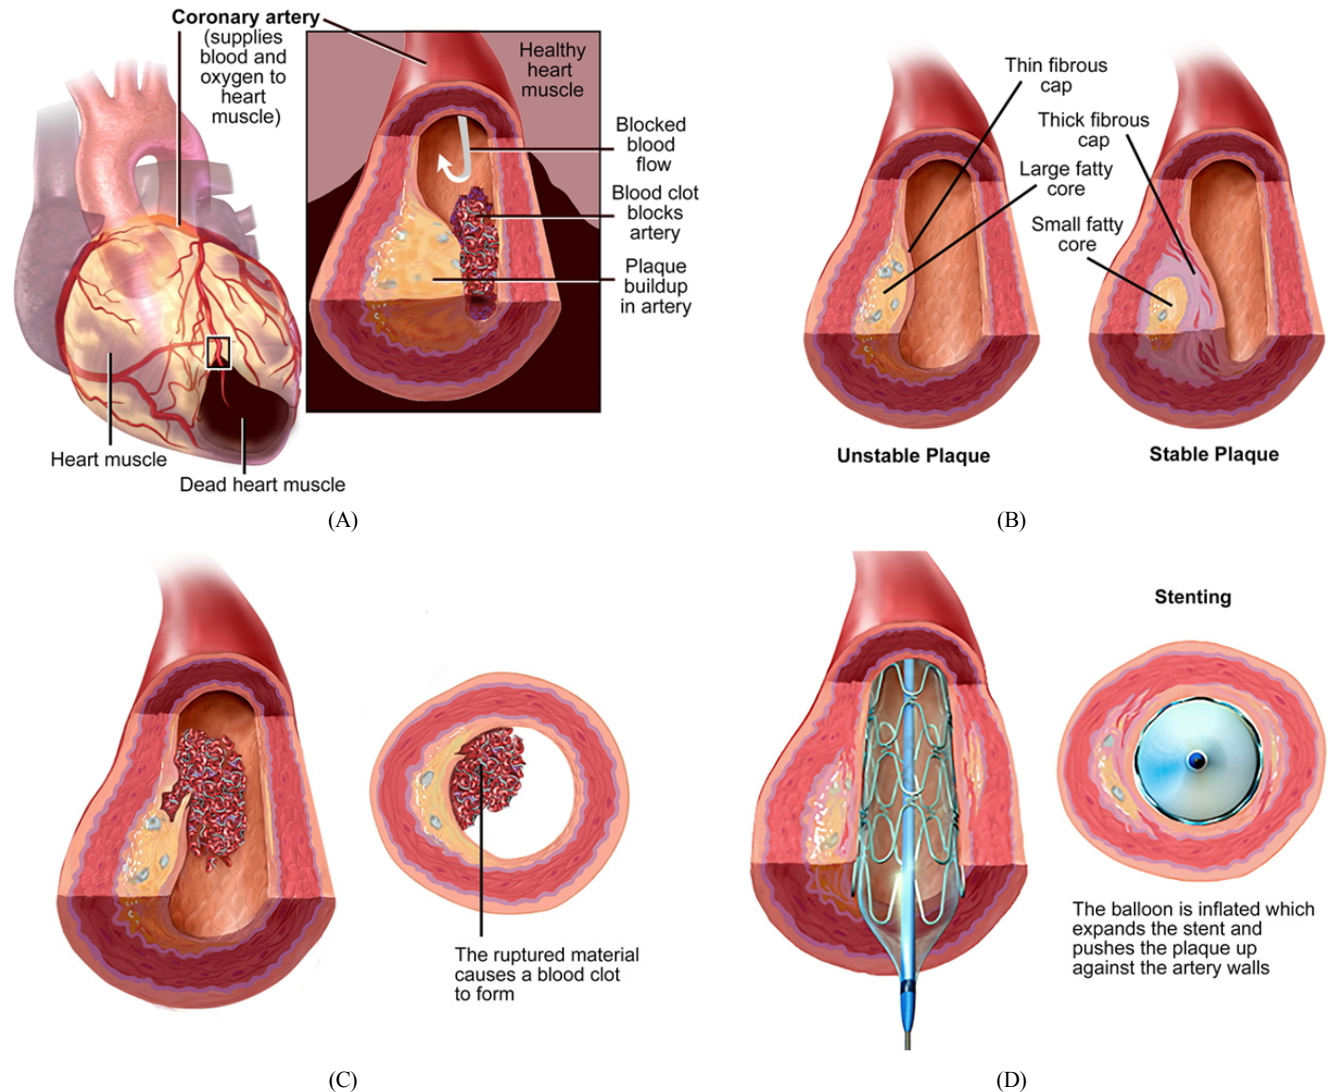 Coronary artery
(supplies
blood and
oxygen to
heart
muscle)
Healthy
heart
muscle
Blocked
blood
flow
Blood clot
blocks
artery
Plaque
buildup
in artery
Heart muscle
Dead heart muscle
(A)
Thin fibrous
cap
Thick fibrous
cap
Large fatty
core
Small fatty
core
Unstable Plaque
Stable Plaque
(B)
The ruptured material
causes a blood clot
to form
(C)
Stenting
The balloon is inflated which
expands the stent and
pushes the plaque up
against the artery walls
(D)